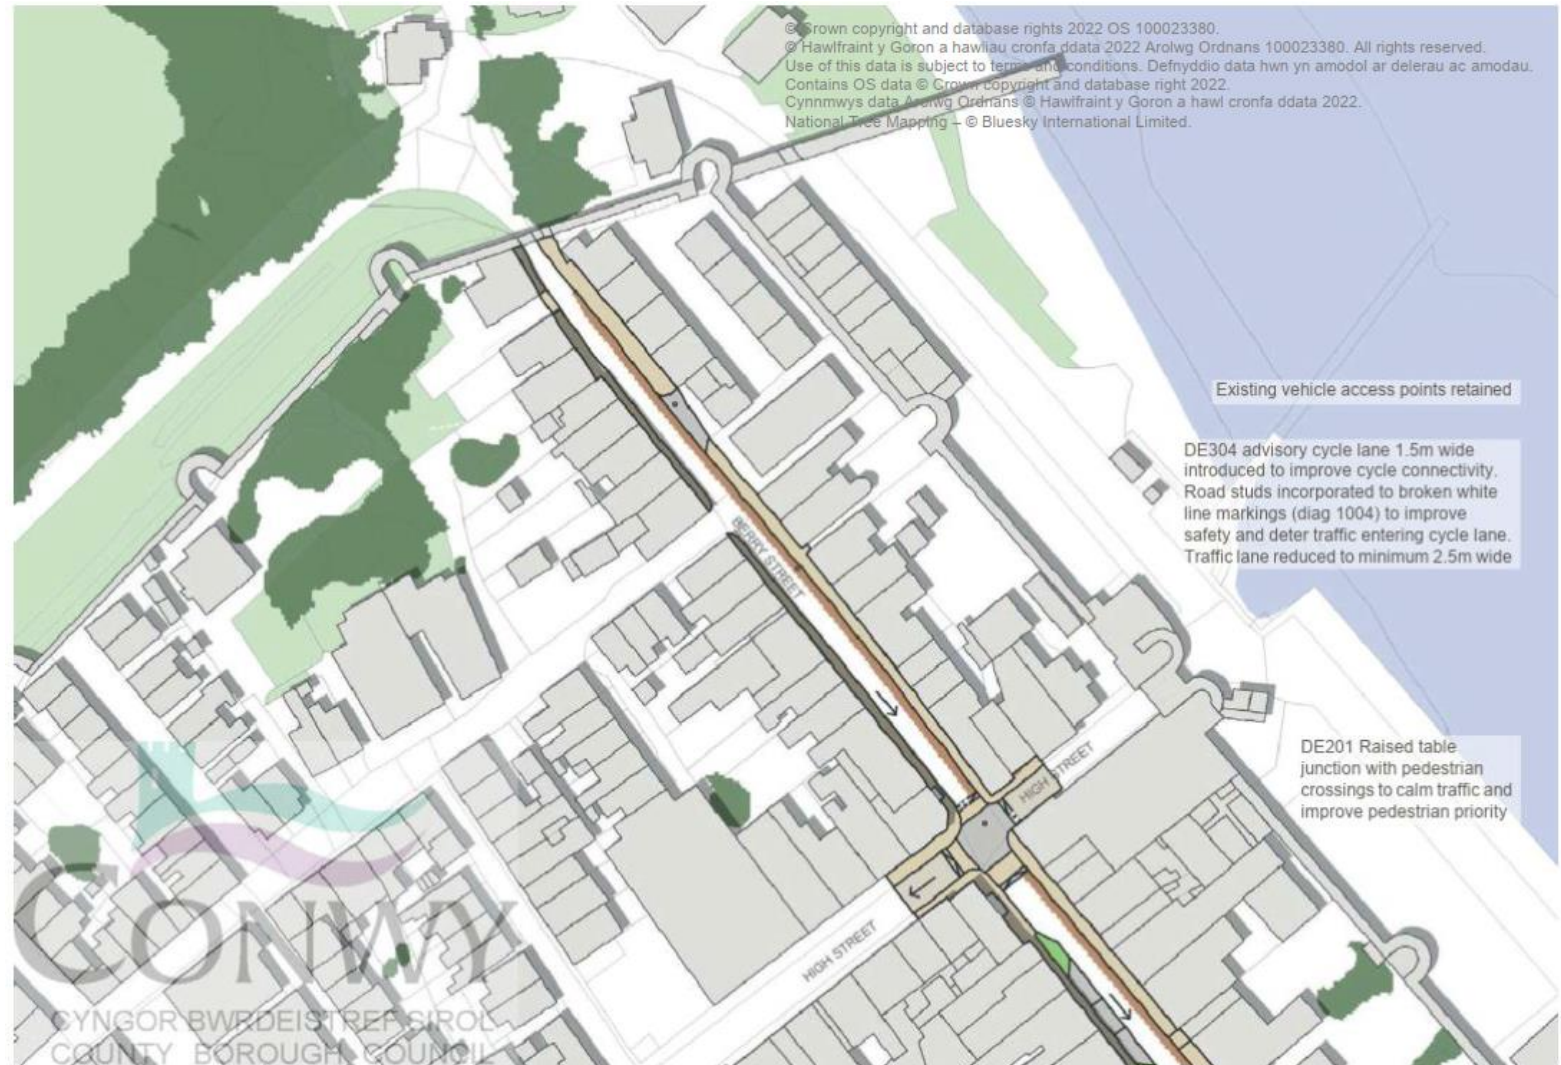 © Crown copyright and database rights 2022 OS 100023380.
© Hawlfraint y Goron a hawliau cronfa ddata 2022 Arolwg Ordnans 100023380. All rights reserved.
Use of this data is subject to terms and conditions. Defnyddio data hwn yn amodol ar delerau ac amodau.
Contains OS data © Crown copyright and database right 2022.
Cynnmwys data Arolwg Ordnans © Hawlfraint y Goron a hawl cronfa ddata 2022.
National Tree Mapping – © Bluesky International Limited.
Existing vehicle access points retained
DE304 advisory cycle lane 1.5m wide
introduced to improve cycle connectivity.
Road studs incorporated to broken white
line markings (diag 1004) to improve
safety and deter traffic entering cycle lane.
Traffic lane reduced to minimum 2.5m wide
BERRY STREET
DE201 Raised table
junction with pedestrian
crossings to calm traffic and
improve pedestrian priority
HIGH STREET
HIGH STREET
CONWY
CYNGOR BWRDEISTREF SIROL
COUNTY BOROUGH COUNCIL